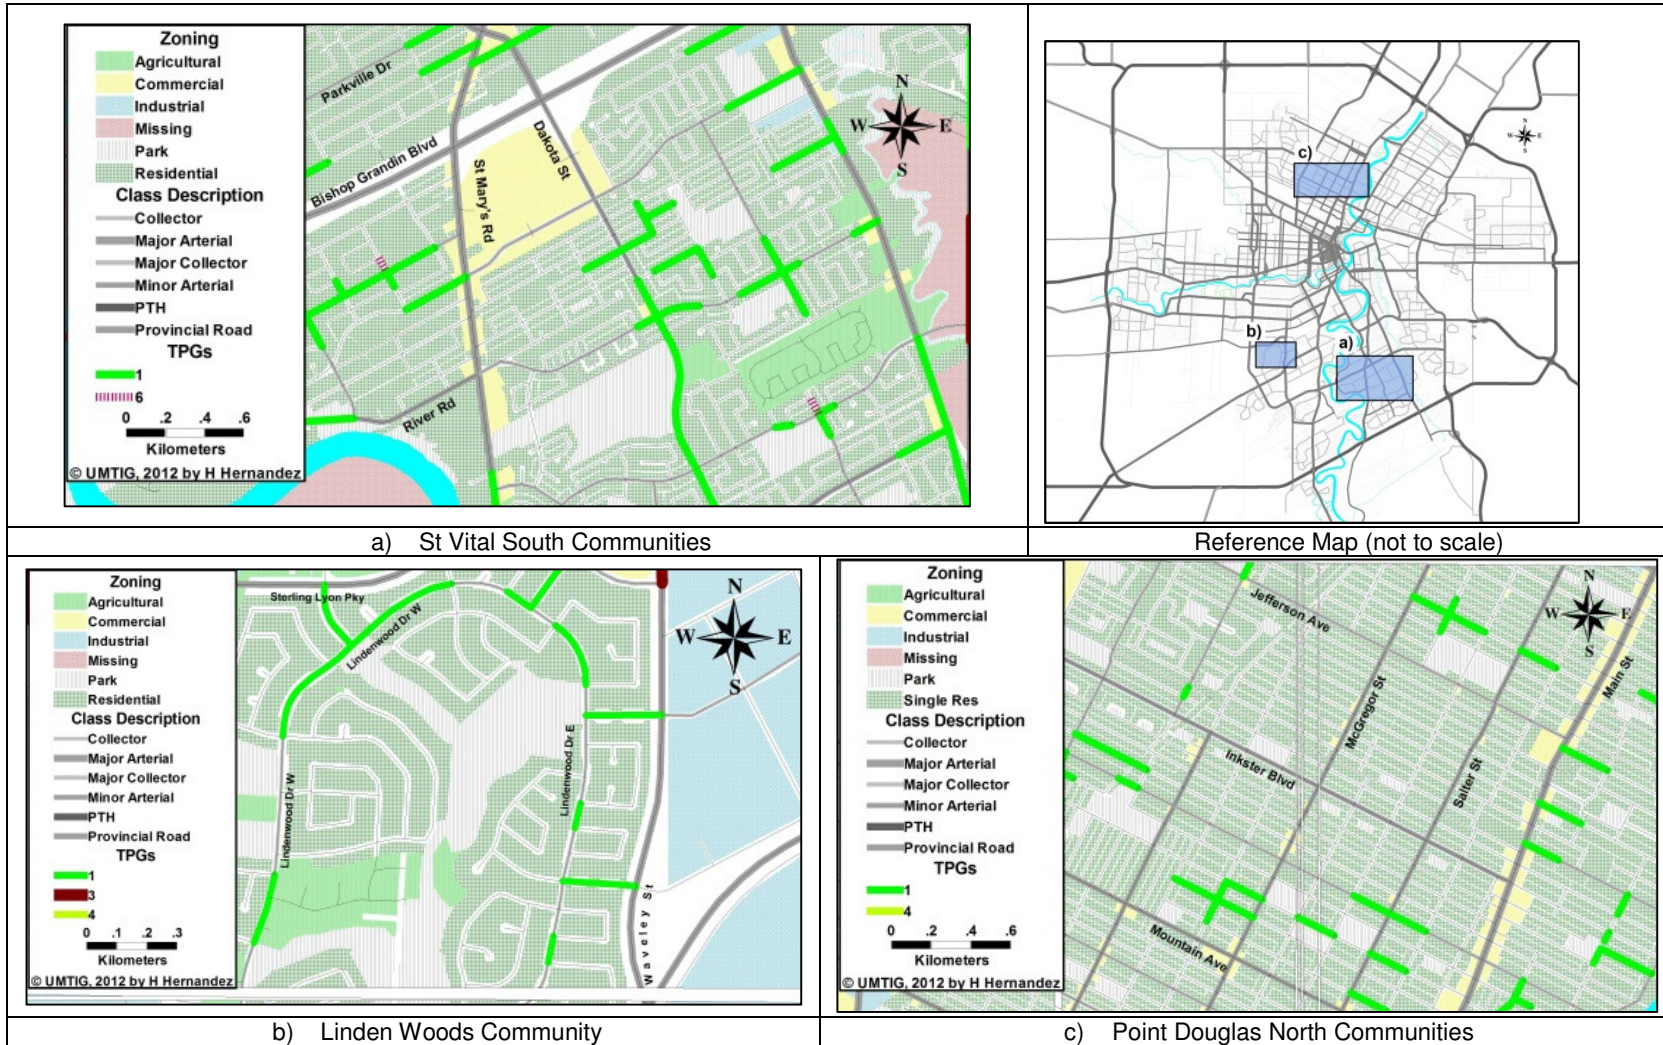 Zoning
Agricultural
Commercial
Industrial
Missing
Park
Residential
Class Description
Collector
Major Arterial
Major Collector
Minor Arterial
PTH
Provincial Road
TPGs
1
6
0 .2 .4 .6
Kilometers
© UMTIG, 2012 by H Hernandez
Parkville Dr
Bishop Grandin Blvd
Dakota St
St Mary's Rd
River Rd
N
W E
S
a) St Vital South Communities
c)
b)
a)
N
W E
S
Reference Map (not to scale)
Zoning
Agricultural
Commercial
Industrial
Missing
Park
Residential
Class Description
Collector
Major Arterial
Major Collector
Minor Arterial
PTH
Provincial Road
TPGs
1
3
4
0 .1 .2 .3
Kilometers
© UMTIG, 2012 by H Hernandez
Sterling Lyon Pky
Lindenwood Dr W
Lindenwood Dr W
Lindenwood Dr E
Waveley St
N
W E
S
b) Linden Woods Community
Zoning
Agricultural
Commercial
Industrial
Missing
Park
Single Res
Class Description
Collector
Major Arterial
Major Collector
Minor Arterial
PTH
Provincial Road
TPGs
1
4
0 .2 .4 .6
Kilometers
© UMTIG, 2012 by H Hernandez
Jefferson Ave
McGregor St
Main St
Inkster Blvd
Salter St
Mountain Ave
N
W E
S
c) Point Douglas North Communities